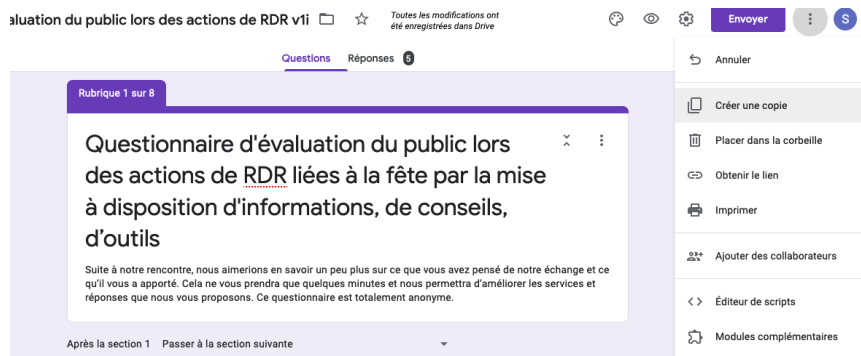 aluation du public lors des actions de RDR v1i
Toutes les modifications ont
été enregistrées dans Drive
Envoyer
S
Questions Réponses 5
Annuler
Créer une copie
Placer dans la corbeille
Obtenir le lien
Imprimer
Ajouter des collaborateurs
Éditeur de scripts
Modules complémentaires
Rubrique 1 sur 8
Questionnaire d'évaluation du public lors
des actions de RDR liées à la fête par la mise
à disposition d'informations, de conseils,
d’outils
Suite à notre rencontre, nous aimerions en savoir un peu plus sur ce que vous avez pensé de notre échange et ce
qu’il vous a apporté. Cela ne vous prendra que quelques minutes et nous permettra d’améliorer les services et
réponses que nous vous proposons. Ce questionnaire est totalement anonyme.
Après la section 1 Passer à la section suivante